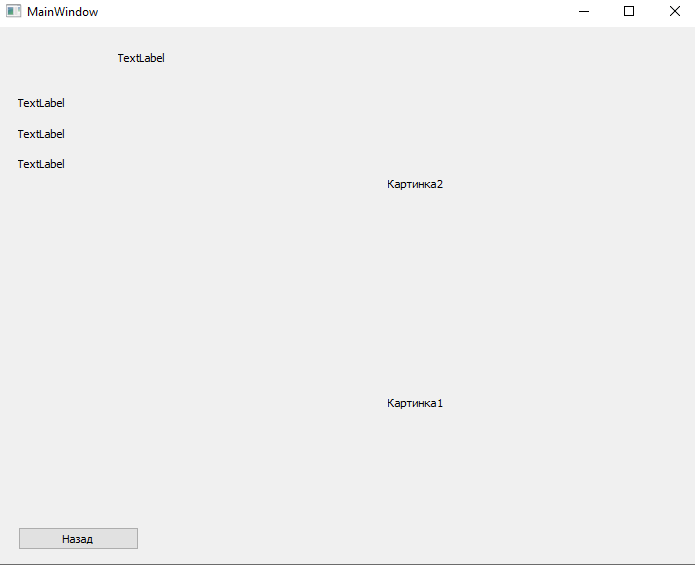 MainWindow
TextLabel
TextLabel
TextLabel
TextLabel
Картинка2
Картинка1
Назад